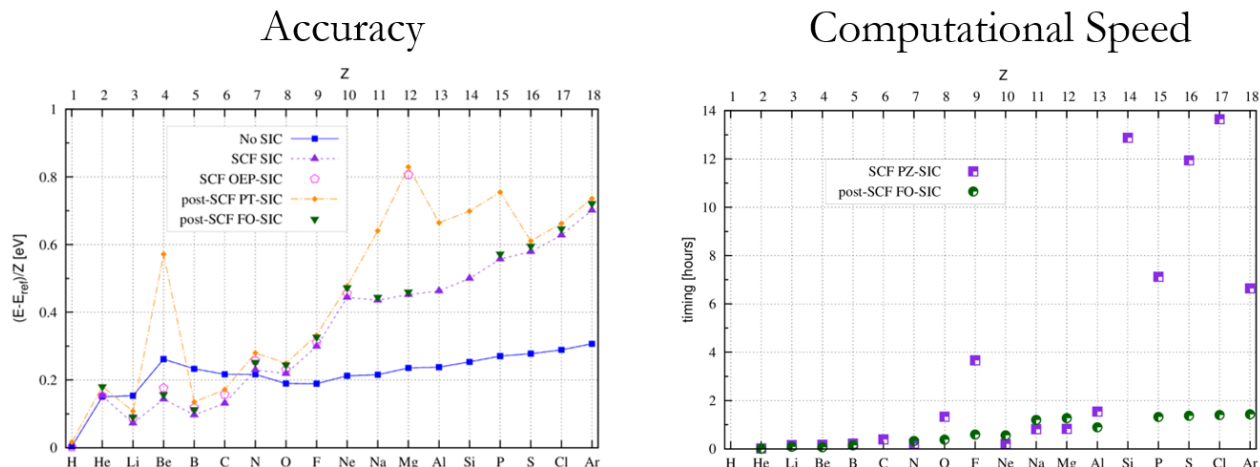 Accuracy
Z
1 2 3 4 5 6 7 8 9 10 11 12 13 14 15 16 17 18
1
0.8
0.6
0.4
0.2
0
(E-Eref)/Z [eV]
No SIC
SCF SIC
SCF OEP-SIC
post-SCF PT-SIC
post-SCF FO-SIC
H He Li Be B C N O F Ne Na Mg Al Si P S Cl Ar
Computational Speed
Z
1 2 3 4 5 6 7 8 9 10 11 12 13 14 15 16 17 18
14
12
10
8
6
4
2
0
timing [hours]
SCF PZ-SIC
post-SCF FO-SIC
H He Li Be B C N O F Ne Na Mg Al Si P S Cl Ar